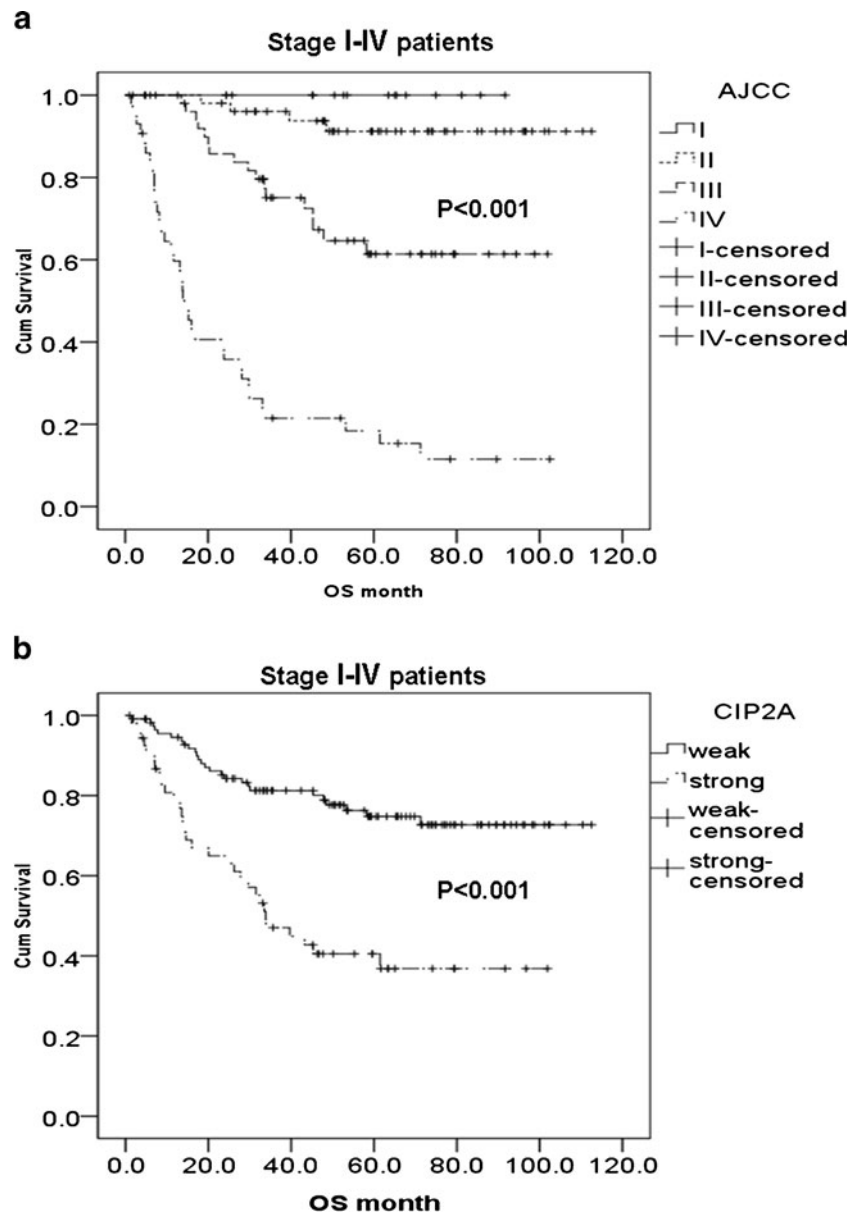 a
Stage I-IV patients
AJCC
I
II
III
IV
I-censored
II-censored
III-censored
IV-censored
P<0.001
Cum Survival
1.0
0.8
0.6
0.4
0.2
0.0
0.0 20.0 40.0 60.0 80.0 100.0 120.0
OS month
b
Stage I-IV patients
CIP2A
weak
strong
weak-
censored
strong-
censored
P<0.001
Cum Survival
1.0
0.8
0.6
0.4
0.2
0.0
0.0 20.0 40.0 60.0 80.0 100.0 120.0
OS month